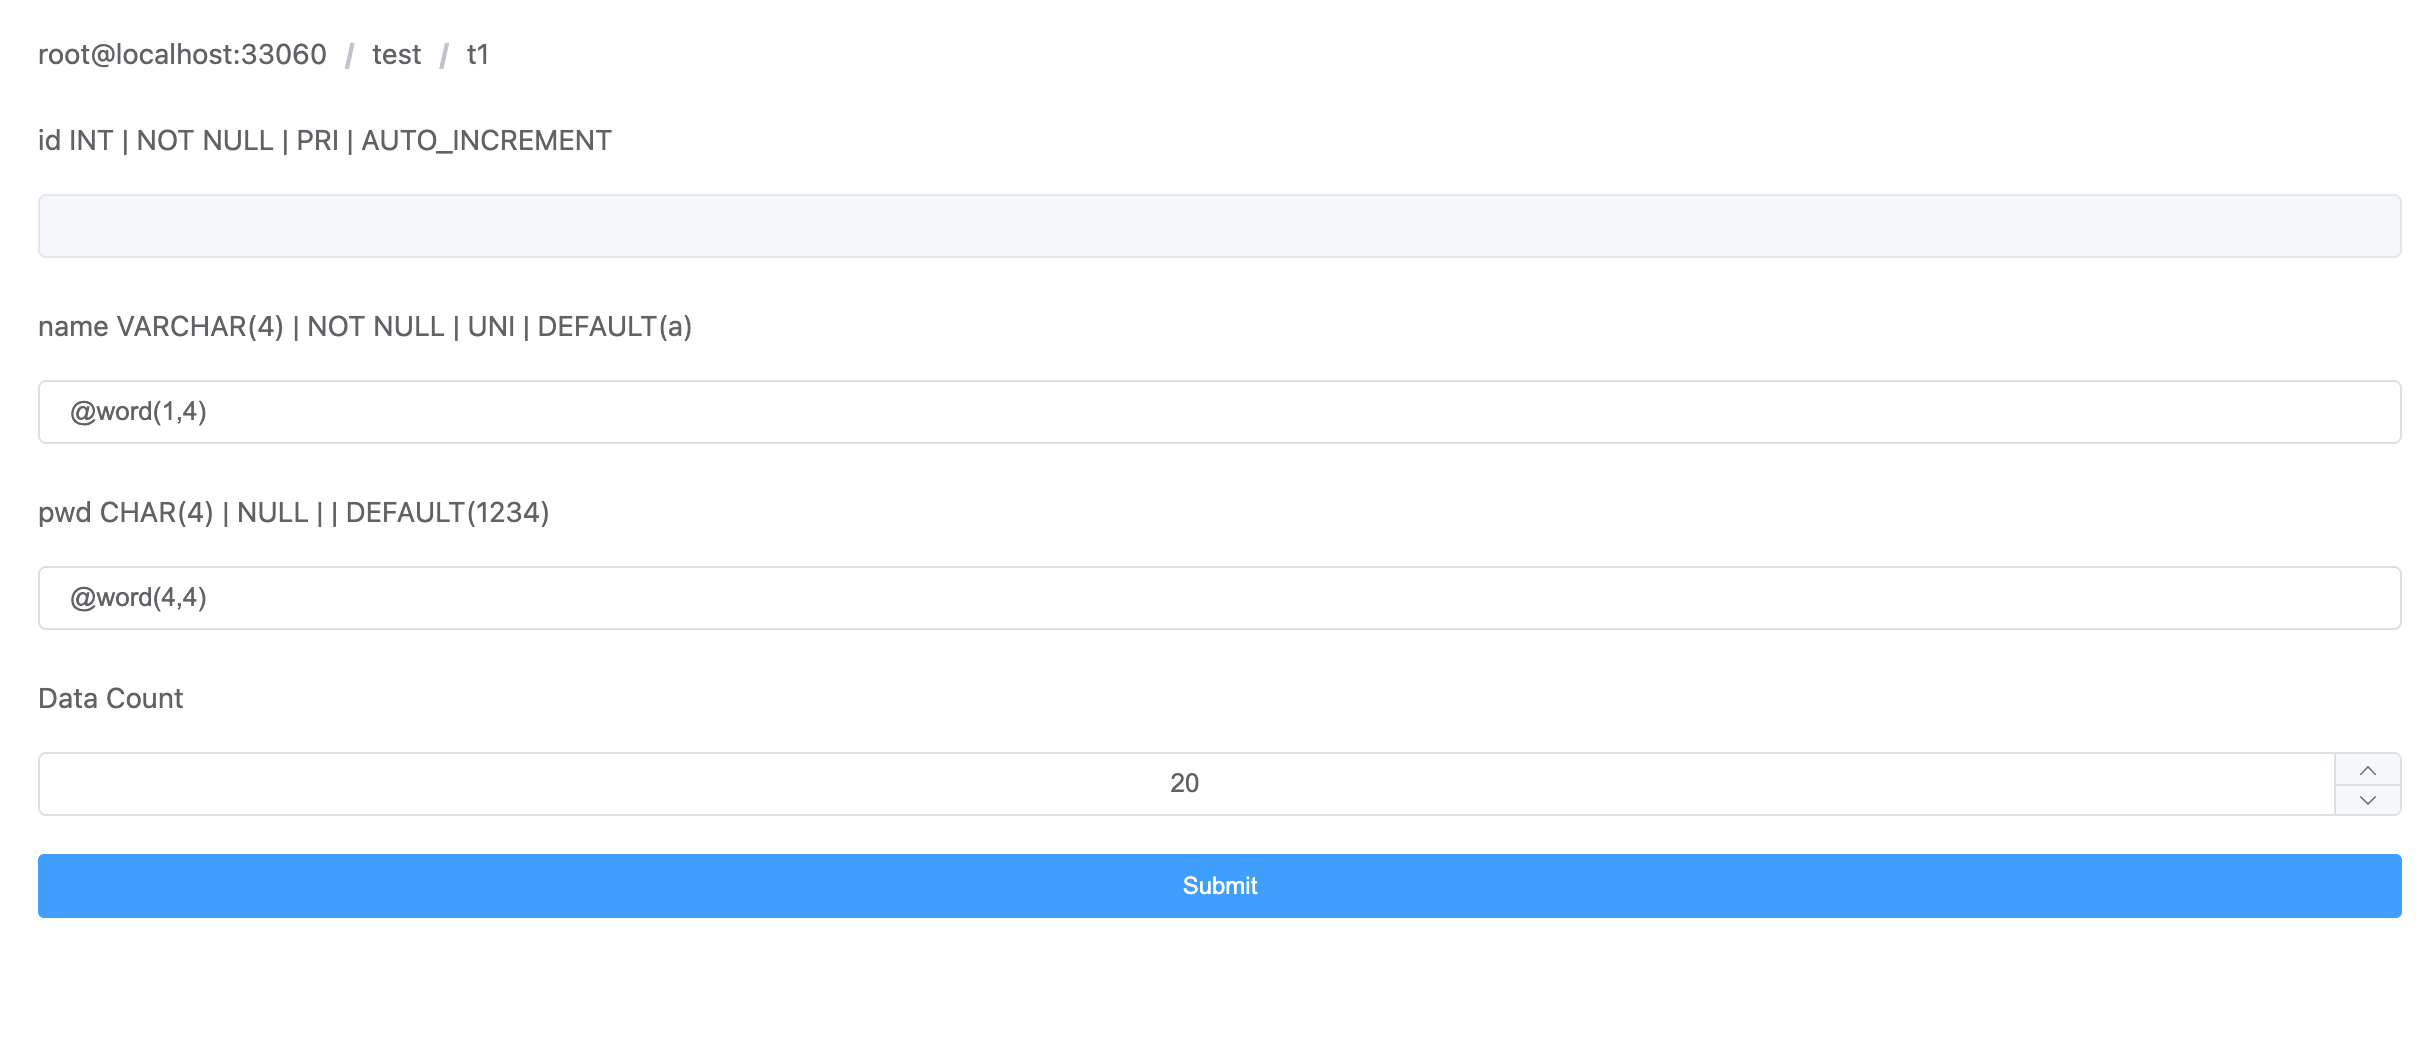 root@localhost:33060 / test / t1
id INT | NOT NULL | PRI | AUTO_INCREMENT
name VARCHAR(4) | NOT NULL | UNI | DEFAULT(a)
@word(1,4)
pwd CHAR(4) | NULL | | DEFAULT(1234)
@word(4,4)
Data Count
20
Submit